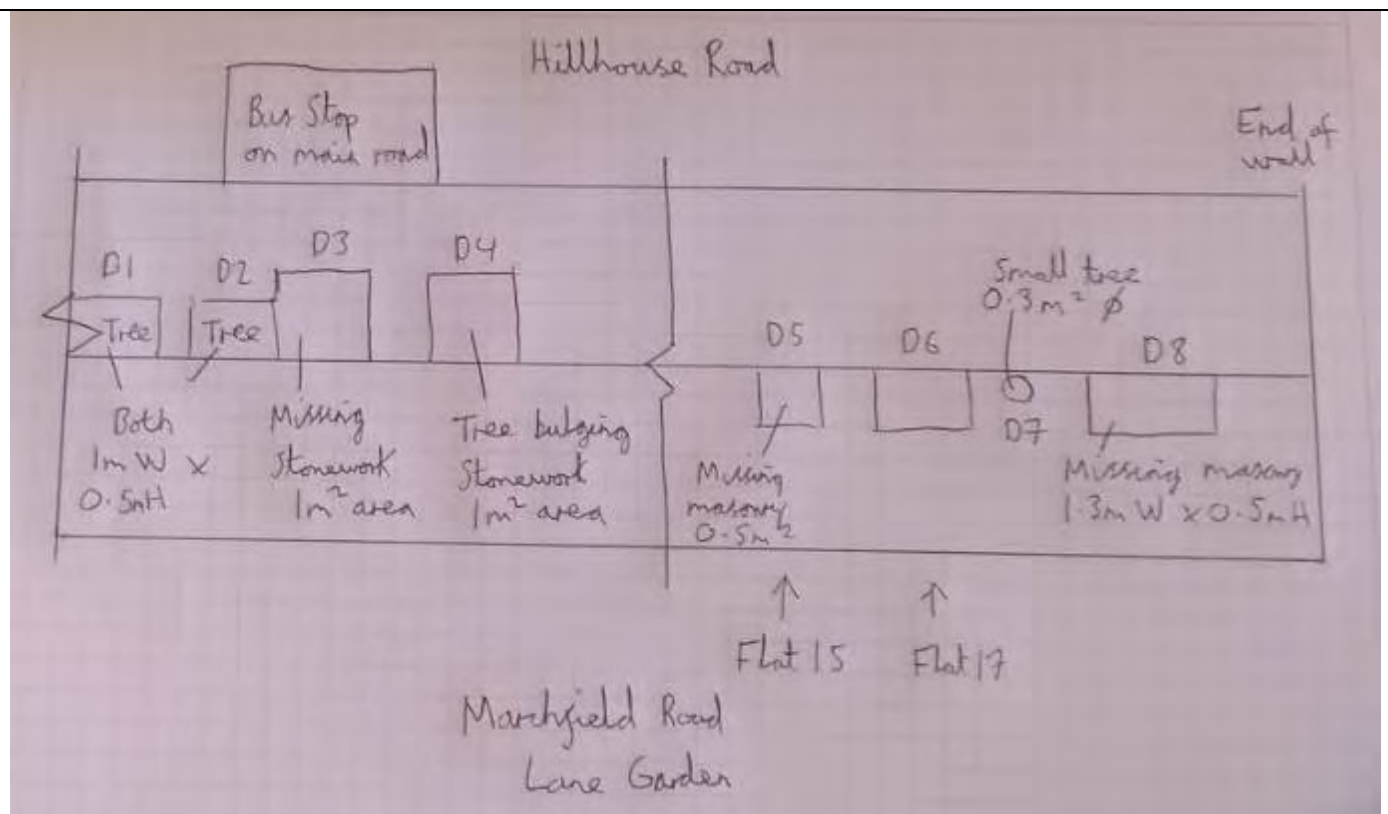 Hillhouse Road
Bus Stop
on main road
End of
wall
D1
D2
D3
D4
Small tree
0.3m² ø
D5
D6
D8
Tree
Tree
D7
Both
1m W x
0.5mH
Missing
Stonework
1m² area
Tree bulging
Stonework
1m² area
Missing
masonry
0.5m²
Missing masony
1.3m W x 0.5mH
Flat 15
Flat 17
Marchfield Road
Lane Garden